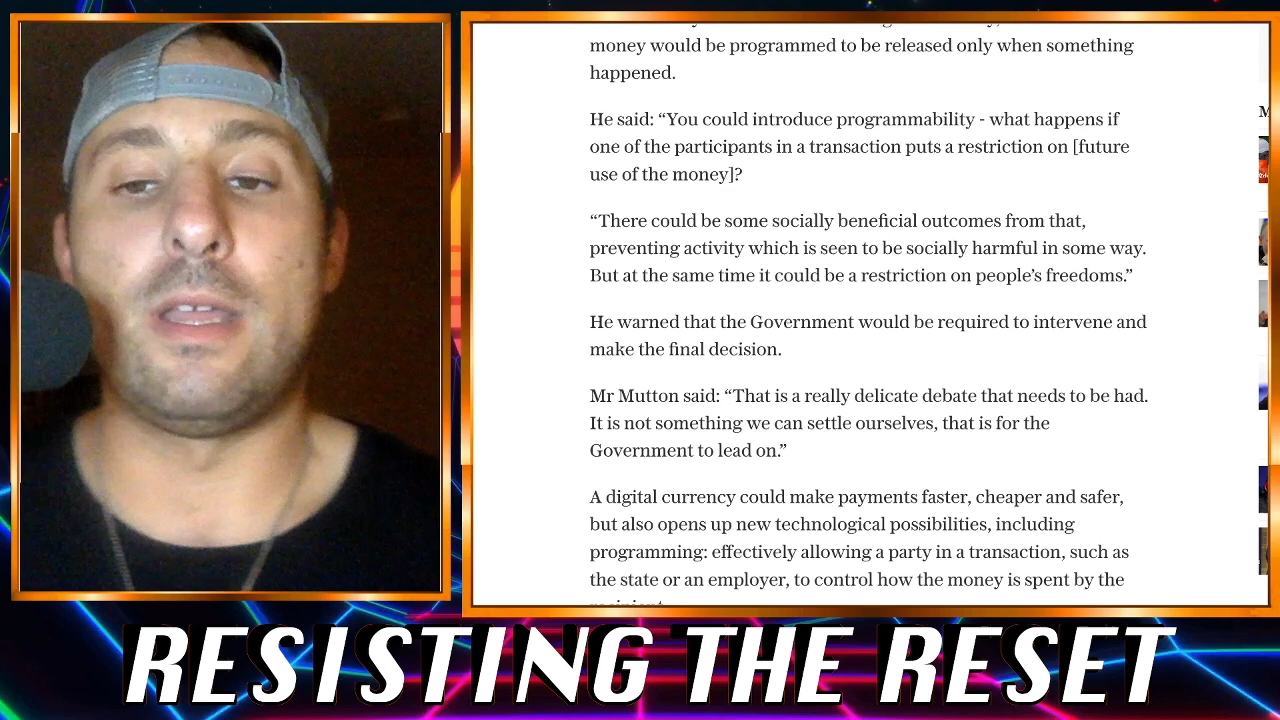 money would be programmed to be released only when something
happened.
He said: “You could introduce programmability - what happens if
one of the participants in a transaction puts a restriction on [future
use of the money]?
“There could be some socially beneficial outcomes from that,
preventing activity which is seen to be socially harmful in some way.
But at the same time it could be a restriction on people’s freedoms.”
He warned that the Government would be required to intervene and
make the final decision.
Mr Mutton said: “That is a really delicate debate that needs to be had.
It is not something we can settle ourselves, that is for the
Government to lead on.”
A digital currency could make payments faster, cheaper and safer,
but also opens up new technological possibilities, including
programming: effectively allowing a party in a transaction, such as
the state or an employer, to control how the money is spent by the
M
RESISTING THE RESET